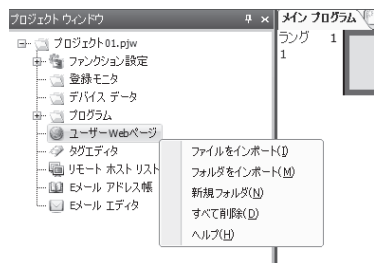 プロジェクト ウィンドウ
メイン プログラム
プロジェクト01.pjw
ファンクション設定
登録モニタ
デバイス データ
プログラム
ユーザーWebページ
タグエディタ
リモート ホスト リスト
Eメール アドレス帳
Eメール エディタ
ファイルをインポート(I)
フォルダをインポート(M)
新規フォルダ(N)
すべて削除(D)
ヘルプ(H)
ラング 1
1